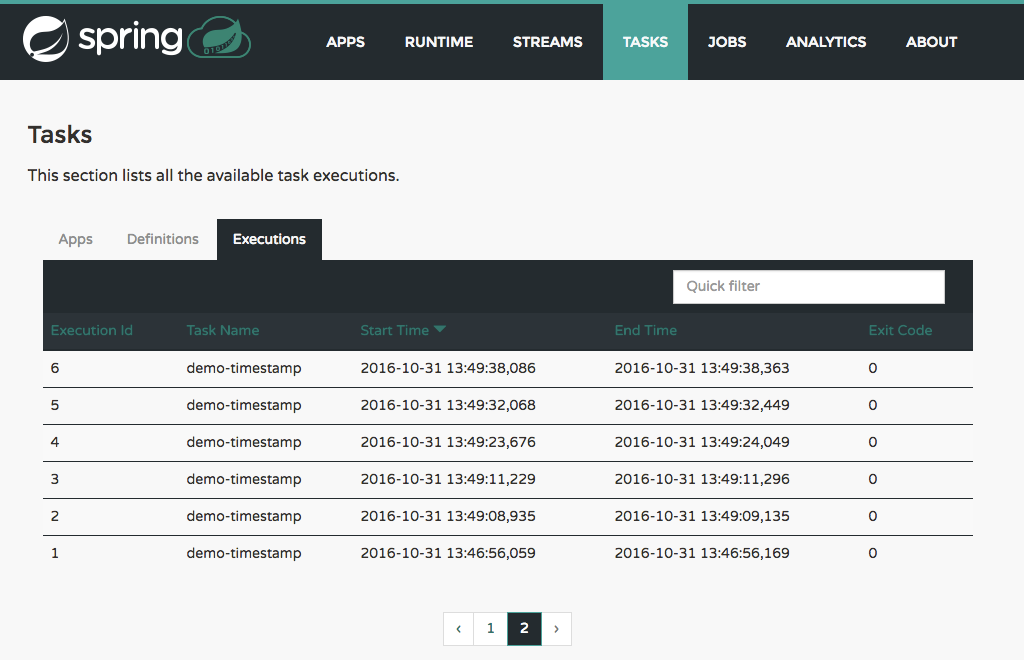 spring
APPS RUNTIME STREAMS TASKS JOBS ANALYTICS ABOUT
Tasks
This section lists all the available task executions.
Apps Definitions Executions
Quick filter
Execution Id Task Name Start Time End Time Exit Code
6 demo-timestamp 2016-10-31 13:49:38,086 2016-10-31 13:49:38,363 0
5 demo-timestamp 2016-10-31 13:49:32,068 2016-10-31 13:49:32,449 0
4 demo-timestamp 2016-10-31 13:49:23,676 2016-10-31 13:49:24,049 0
3 demo-timestamp 2016-10-31 13:49:11,229 2016-10-31 13:49:11,296 0
2 demo-timestamp 2016-10-31 13:49:08,935 2016-10-31 13:49:09,135 0
1 demo-timestamp 2016-10-31 13:46:56,059 2016-10-31 13:46:56,169 0
‹ 1 2 ›